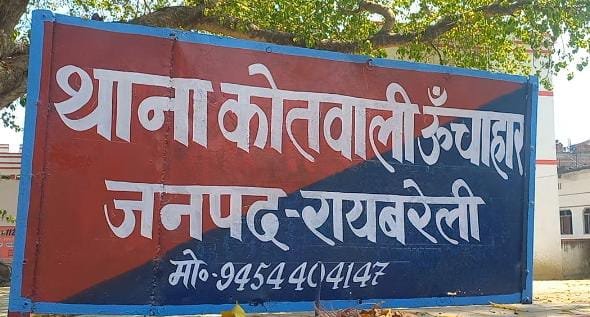 थाना कोतवाली ऊँचाहार
जनपद-रायबरेली
मो०-9454404147